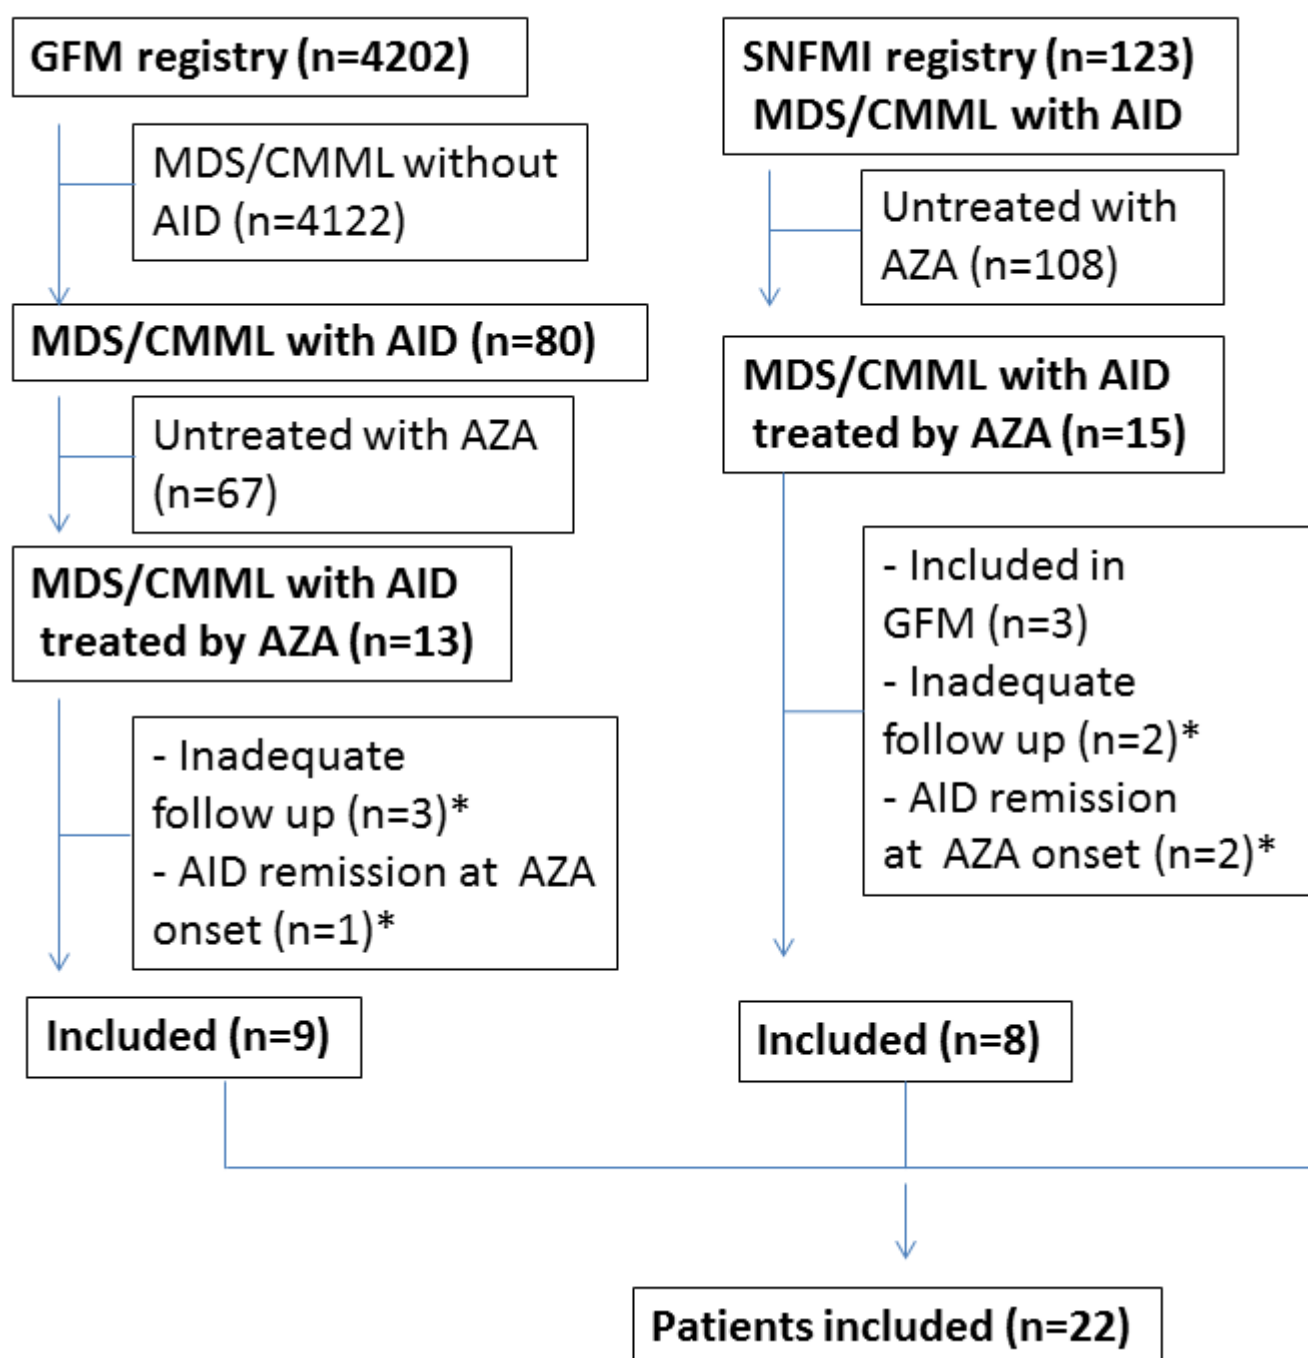 GFM registry (n=4202)
MDS/CMML without
AID (n=4122)
MDS/CMML with AID (n=80)
Untreated with AZA
(n=67)
MDS/CMML with AID
treated by AZA (n=13)
- Inadequate
follow up (n=3)*
- AID remission at AZA
onset (n=1)*
Included (n=9)
SNFMI registry (n=123)
MDS/CMML with AID
Untreated with
AZA (n=108)
MDS/CMML with AID
treated by AZA (n=15)
- Included in
GFM (n=3)
- Inadequate
follow up (n=2)*
- AID remission
at AZA onset (n=2)*
Included (n=8)
Patients included (n=22)